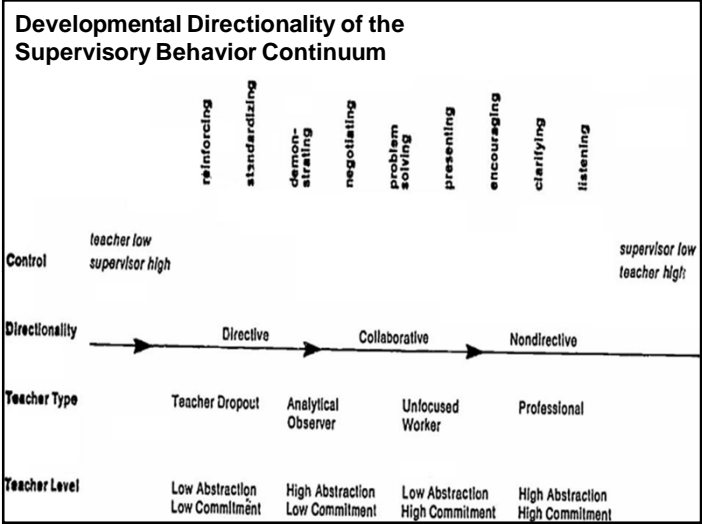 Developmental Directionality of the
Supervisory Behavior Continuum
reinforcing
standardizing
demon-
strating
negotiating
problem
solving
presenting
encouraging
clarifying
listening
Control
teacher low
supervisor high
supervisor low
teacher high
Directionality
Directive
Collaborative
Nondirective
Teacher Type
Teacher Dropout
Analytical
Observer
Unfocused
Worker
Professional
Teacher Level
Low Abstraction
Low Commitment
High Abstraction
Low Commitment
Low Abstraction
High Commitment
High Abstraction
High Commitment